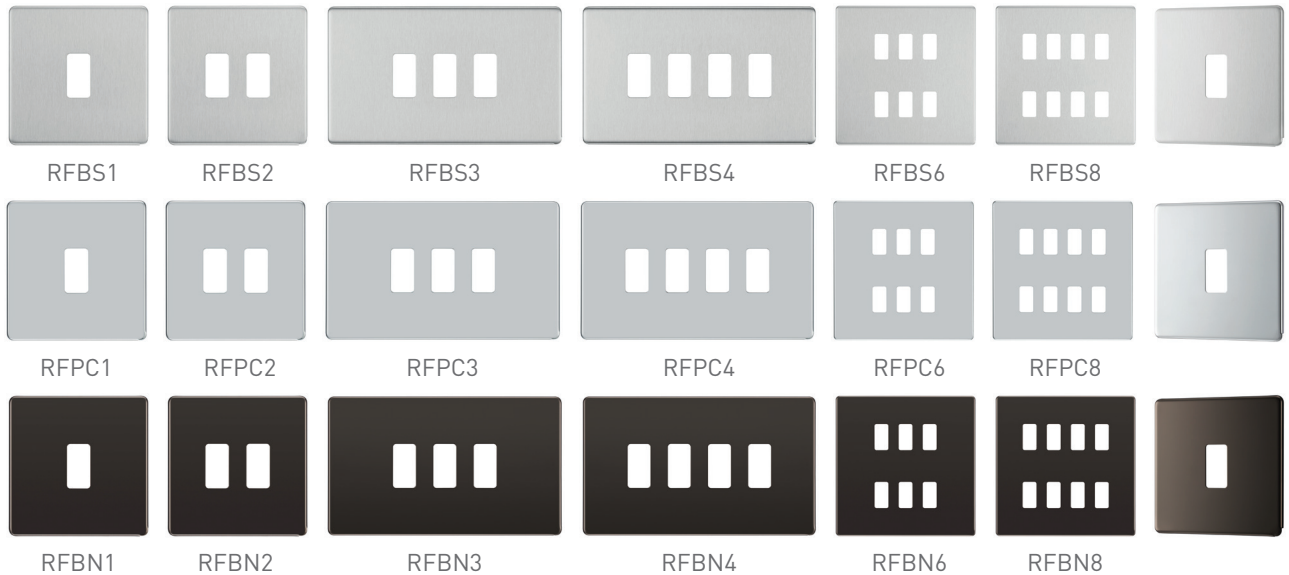 RFBS1 RFBS2 RFBS3 RFBS4 RFBS6 RFBS8
RFPC1 RFPC2 RFPC3 RFPC4 RFPC6 RFPC8
RFBN1 RFBN2 RFBN3 RFBN4 RFBN6 RFBN8